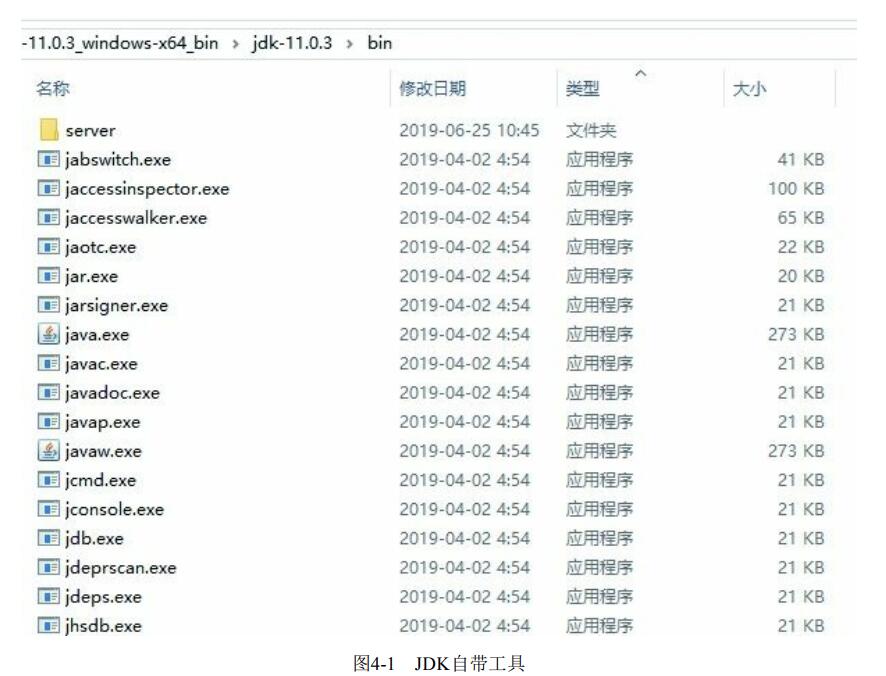 -11.0.3_windows-x64_bin › jdk-11.0.3 › bin
名称 修改日期 类型 大小
server 2019-06-25 10:45 文件夹
jabswitch.exe 2019-04-02 4:54 应用程序 41 KB
jaccessinspector.exe 2019-04-02 4:54 应用程序 100 KB
jaccesswalker.exe 2019-04-02 4:54 应用程序 65 KB
jaotc.exe 2019-04-02 4:54 应用程序 22 KB
jar.exe 2019-04-02 4:54 应用程序 20 KB
jarsigner.exe 2019-04-02 4:54 应用程序 21 KB
java.exe 2019-04-02 4:54 应用程序 273 KB
javac.exe 2019-04-02 4:54 应用程序 21 KB
javadoc.exe 2019-04-02 4:54 应用程序 21 KB
javap.exe 2019-04-02 4:54 应用程序 21 KB
javaw.exe 2019-04-02 4:54 应用程序 273 KB
jcmd.exe 2019-04-02 4:54 应用程序 21 KB
jconsole.exe 2019-04-02 4:54 应用程序 21 KB
jdb.exe 2019-04-02 4:54 应用程序 21 KB
jdeprscan.exe 2019-04-02 4:54 应用程序 21 KB
jdeps.exe 2019-04-02 4:54 应用程序 21 KB
jhsdb.exe 2019-04-02 4:54 应用程序 21 KB
图4-1 JDK自带工具